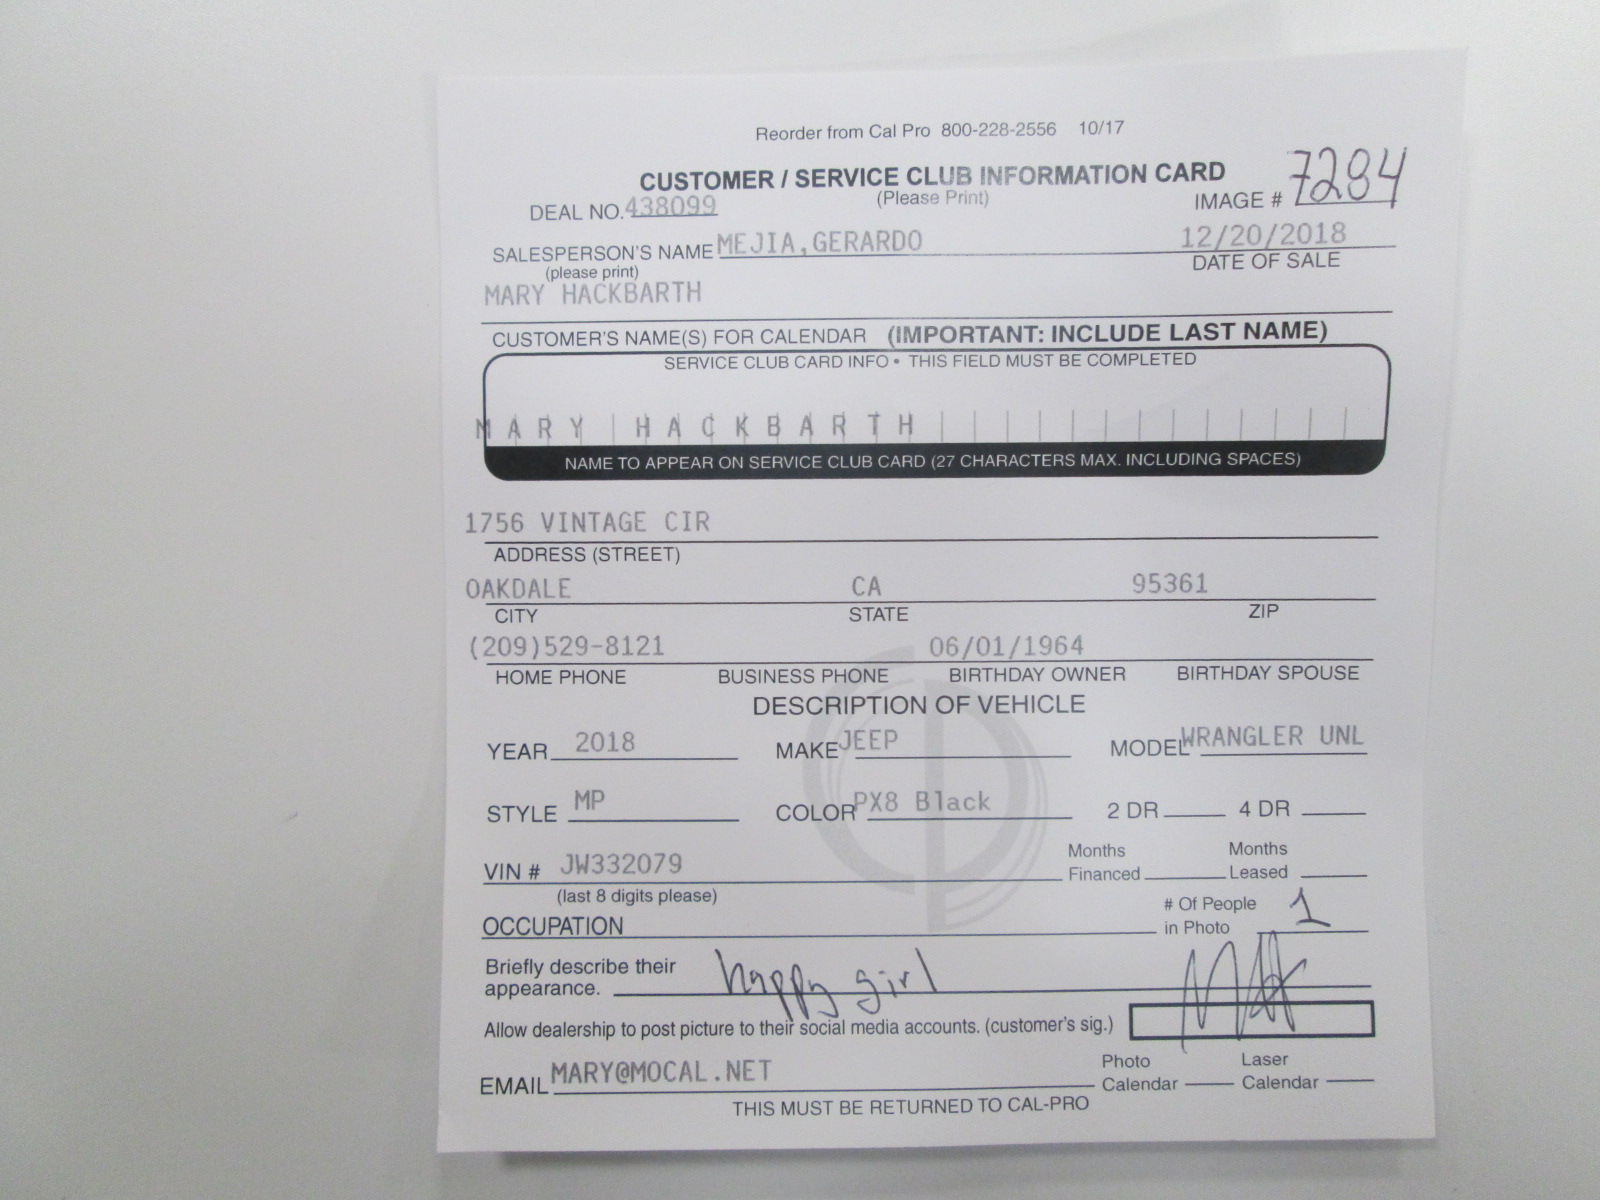 Reorder from Cal Pro 800-228-2556 10/17
CUSTOMER / SERVICE CLUB INFORMATION CARD
(Please Print)
IMAGE # 7284
DEAL NO. 438099
SALESPERSON'S NAME MEJIA,GERARDO 12/20/2018
(please print) DATE OF SALE
MARY HACKBARTH
CUSTOMER'S NAME(S) FOR CALENDAR (IMPORTANT: INCLUDE LAST NAME)
SERVICE CLUB CARD INFO • THIS FIELD MUST BE COMPLETED
MARY HACKBARTH
NAME TO APPEAR ON SERVICE CLUB CARD (27 CHARACTERS MAX. INCLUDING SPACES)
1756 VINTAGE CIR
ADDRESS (STREET)
OAKDALE CA 95361
CITY STATE ZIP
(209)529-8121 06/01/1964
HOME PHONE BUSINESS PHONE BIRTHDAY OWNER BIRTHDAY SPOUSE
DESCRIPTION OF VEHICLE
YEAR 2018 MAKE JEEP MODEL WRANGLER UNL
STYLE MP COLOR PX8 Black 2 DR 4 DR
VIN # JW332079 Months Financed Months Leased
(last 8 digits please)
OCCUPATION # Of People in Photo 1
Briefly describe their appearance. happy girl
Allow dealership to post picture to their social media accounts. (customer's sig.)
EMAIL MARY@MOCAL.NET Photo Calendar Laser Calendar
THIS MUST BE RETURNED TO CAL-PRO